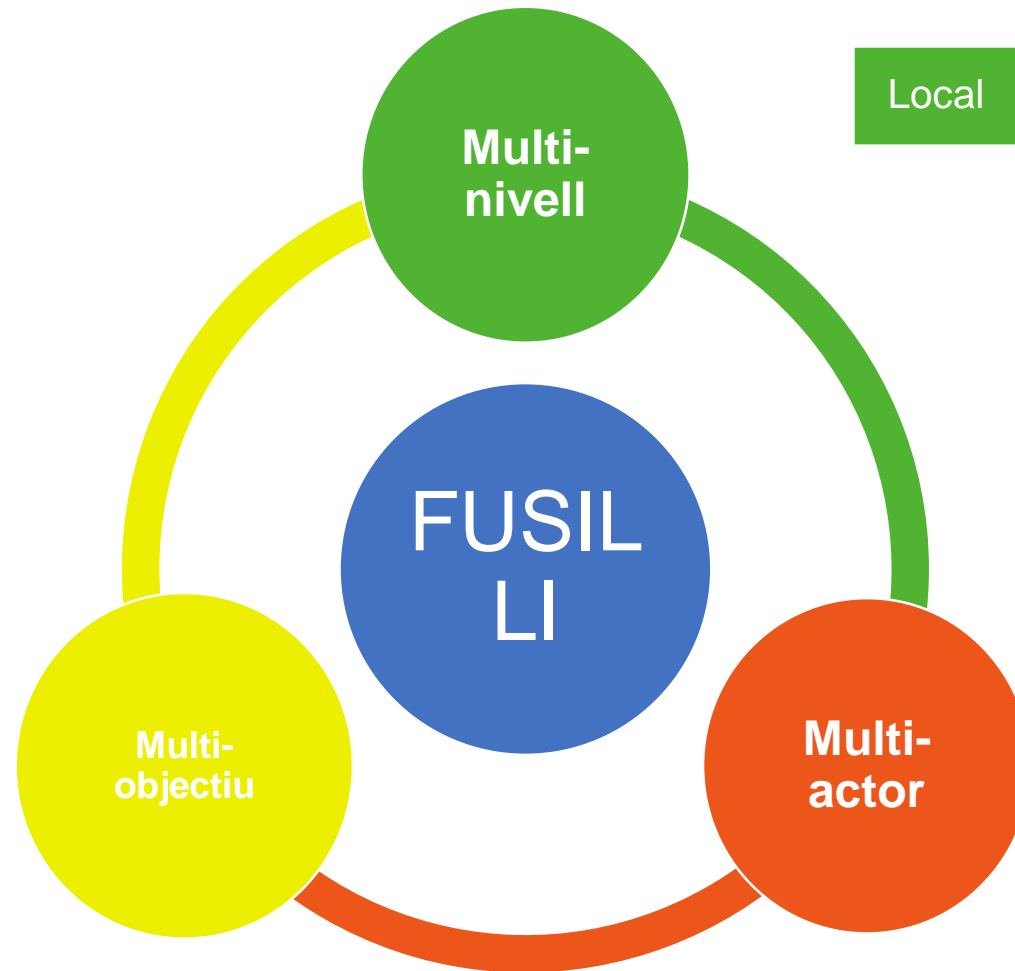 Local
Multi-
nivell
FUSIL
LI
Multi-
objectiu
Multi-
actor